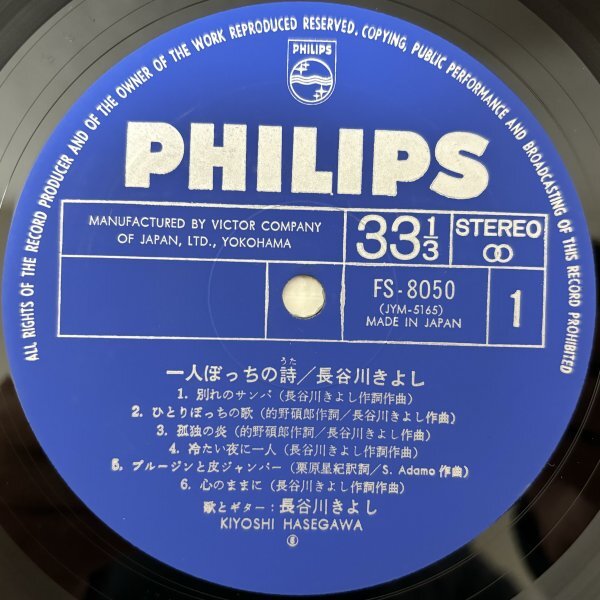 ALL RIGHTS OF THE RECORD PRODUCER AND OF THE OWNER OF THE WORK REPRODUCED RESERVED. COPYING, PUBLIC PERFORMANCE AND BROADCASTING OF THIS RECORD PROHIBITED
PHILIPS
PHILIPS
MANUFACTURED BY VICTOR COMPANY
OF JAPAN, LTD., YOKOHAMA
33 1/3
STEREO
FS-8050
(JYM-5165)
MADE IN JAPAN
1
一人ぼっちの詩(うた)/長谷川きよし
1. 別れのサンバ(長谷川きよし作詞作曲)
2. ひとりぼっちの歌(的野碩郎作詞/長谷川きよし作曲)
3. 孤独の炎(的野碩郎作詞/長谷川きよし作曲)
4. 冷たい夜に一人(長谷川きよし作詞作曲)
5. ブルージンと皮ジャンパー(栗原星紀訳詞/S. Adamo 作曲)
6. 心のままに(長谷川きよし作詞作曲)
歌とギター:長谷川きよし
KIYOSHI HASEGAWA